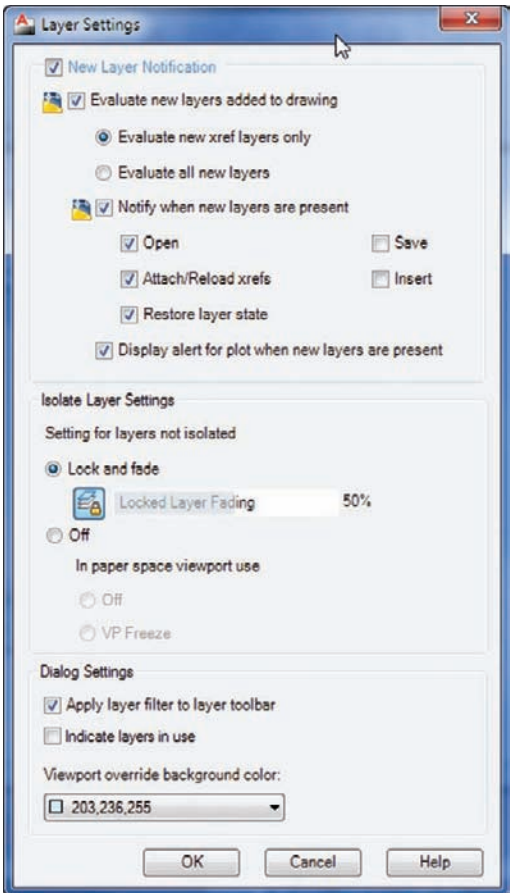 Layer Settings
New Layer Notification
Evaluate new layers added to drawing
Evaluate new xref layers only
Evaluate all new layers
Notify when new layers are present
Open Save
Attach/Reload xrefs Insert
Restore layer state
Display alert for plot when new layers are present
Isolate Layer Settings
Setting for layers not isolated
Lock and fade
Locked Layer Fading 50%
Off
In paper space viewport use
Off
VP Freeze
Dialog Settings
Apply layer filter to layer toolbar
Indicate layers in use
Viewport override background color:
203,236,255
OK Cancel Help